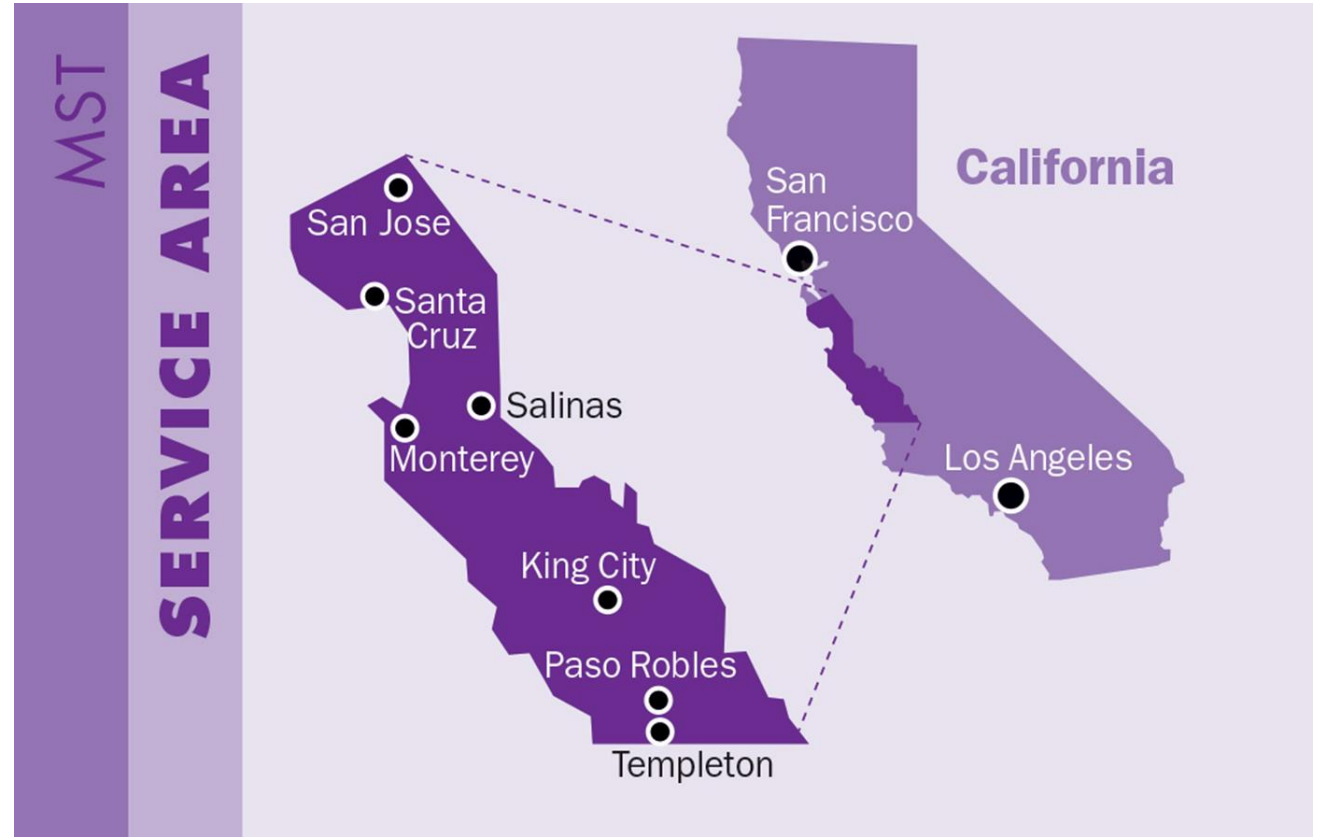 MST
SERVICE AREA
San Jose
Santa
Cruz
Salinas
Monterey
King City
Paso Robles
Templeton
California
San
Francisco
Los Angeles